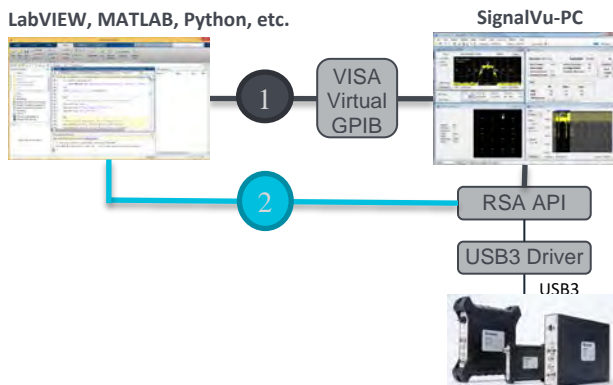 LabVIEW, MATLAB, Python, etc.
SignalVu-PC
1
VISA
Virtual
GPIB
2
RSA API
USB3 Driver
USB3